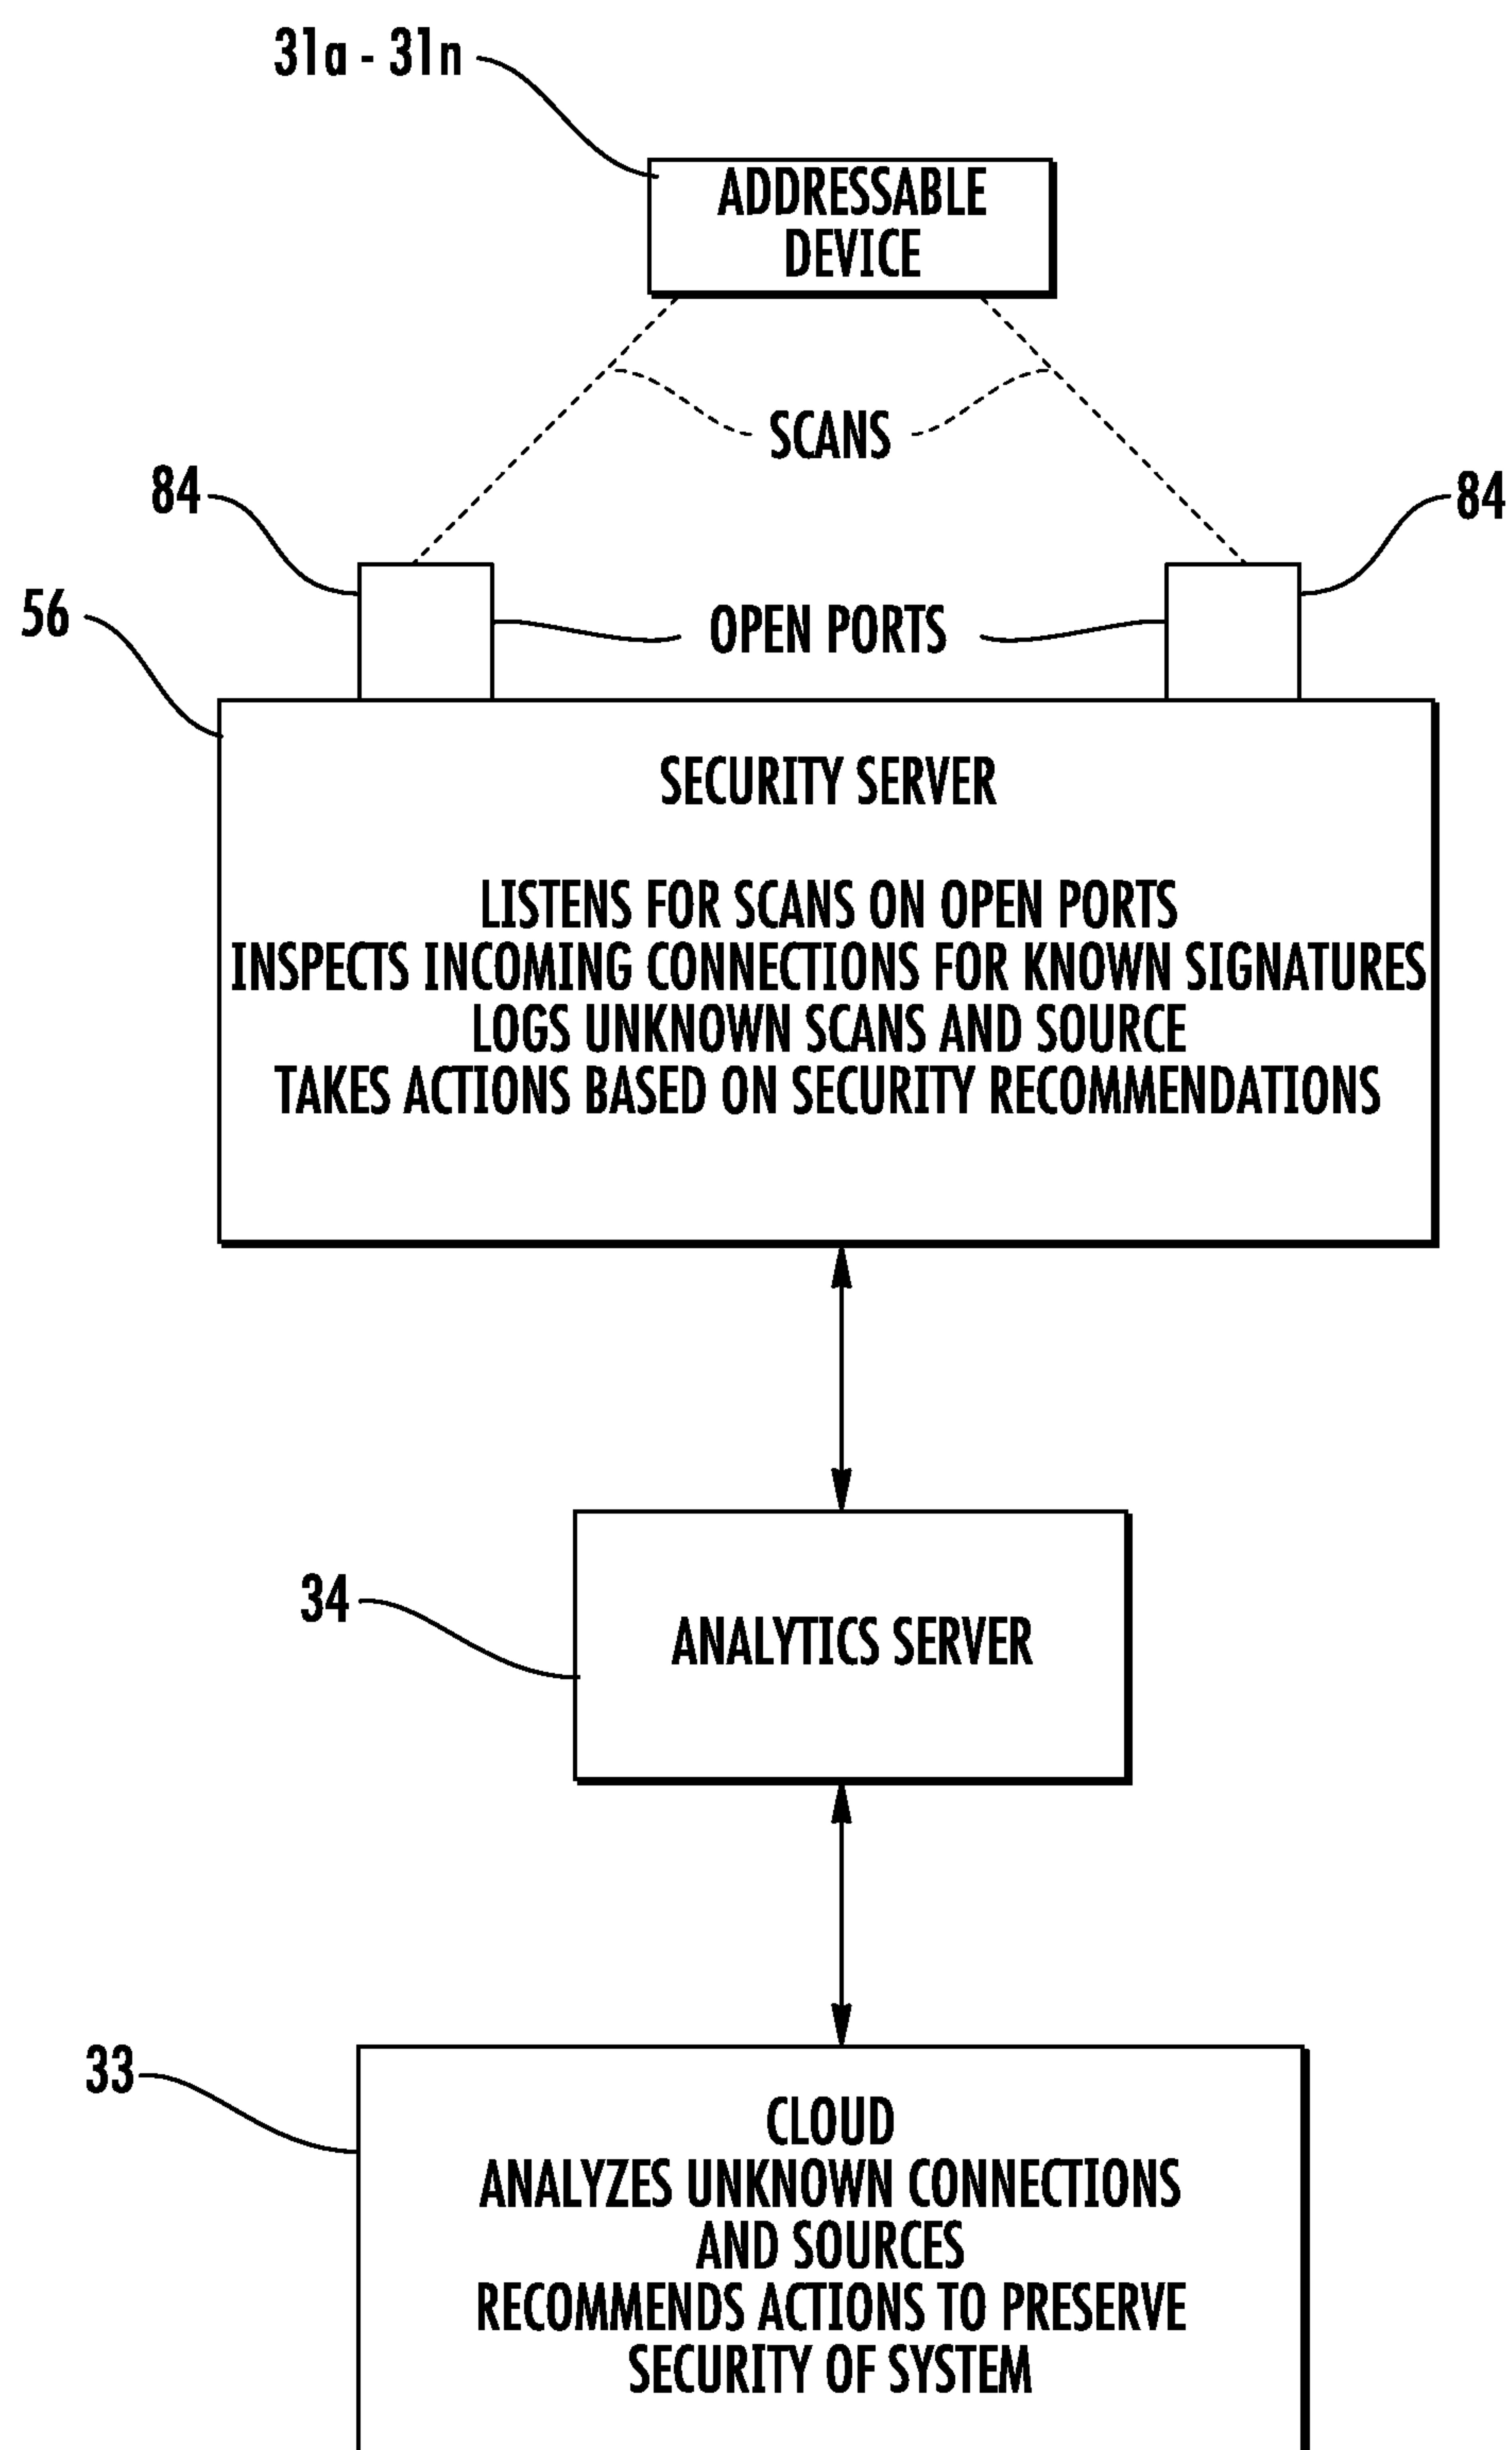 31a - 31n
ADDRESSABLE
DEVICE
SCANS
84
84
56
OPEN PORTS
SECURITY SERVER
LISTENS FOR SCANS ON OPEN PORTS
INSPECTS INCOMING CONNECTIONS FOR KNOWN SIGNATURES
LOGS UNKNOWN SCANS AND SOURCE
TAKES ACTIONS BASED ON SECURITY RECOMMENDATIONS
34
ANALYTICS SERVER
33
CLOUD
ANALYZES UNKNOWN CONNECTIONS
AND SOURCES
RECOMMENDS ACTIONS TO PRESERVE
SECURITY OF SYSTEM